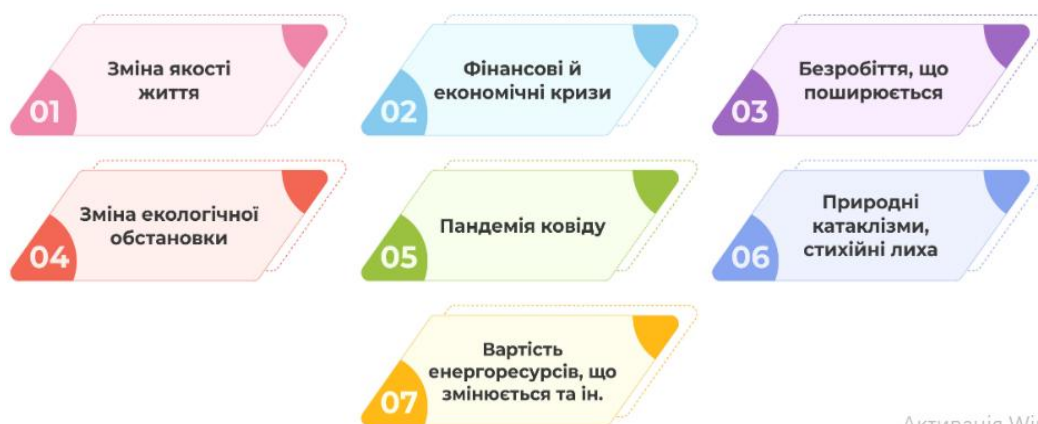 01
Зміна якості
життя
02
Фінансові й
економічні кризи
03
Безробіття, що
поширюється
04
Зміна екологічної
обстановки
05
Пандемія ковіду
06
Природні
катаклізми,
стихійні лиха
07
Вартість
енергоресурсів, що
змінюється та ін.